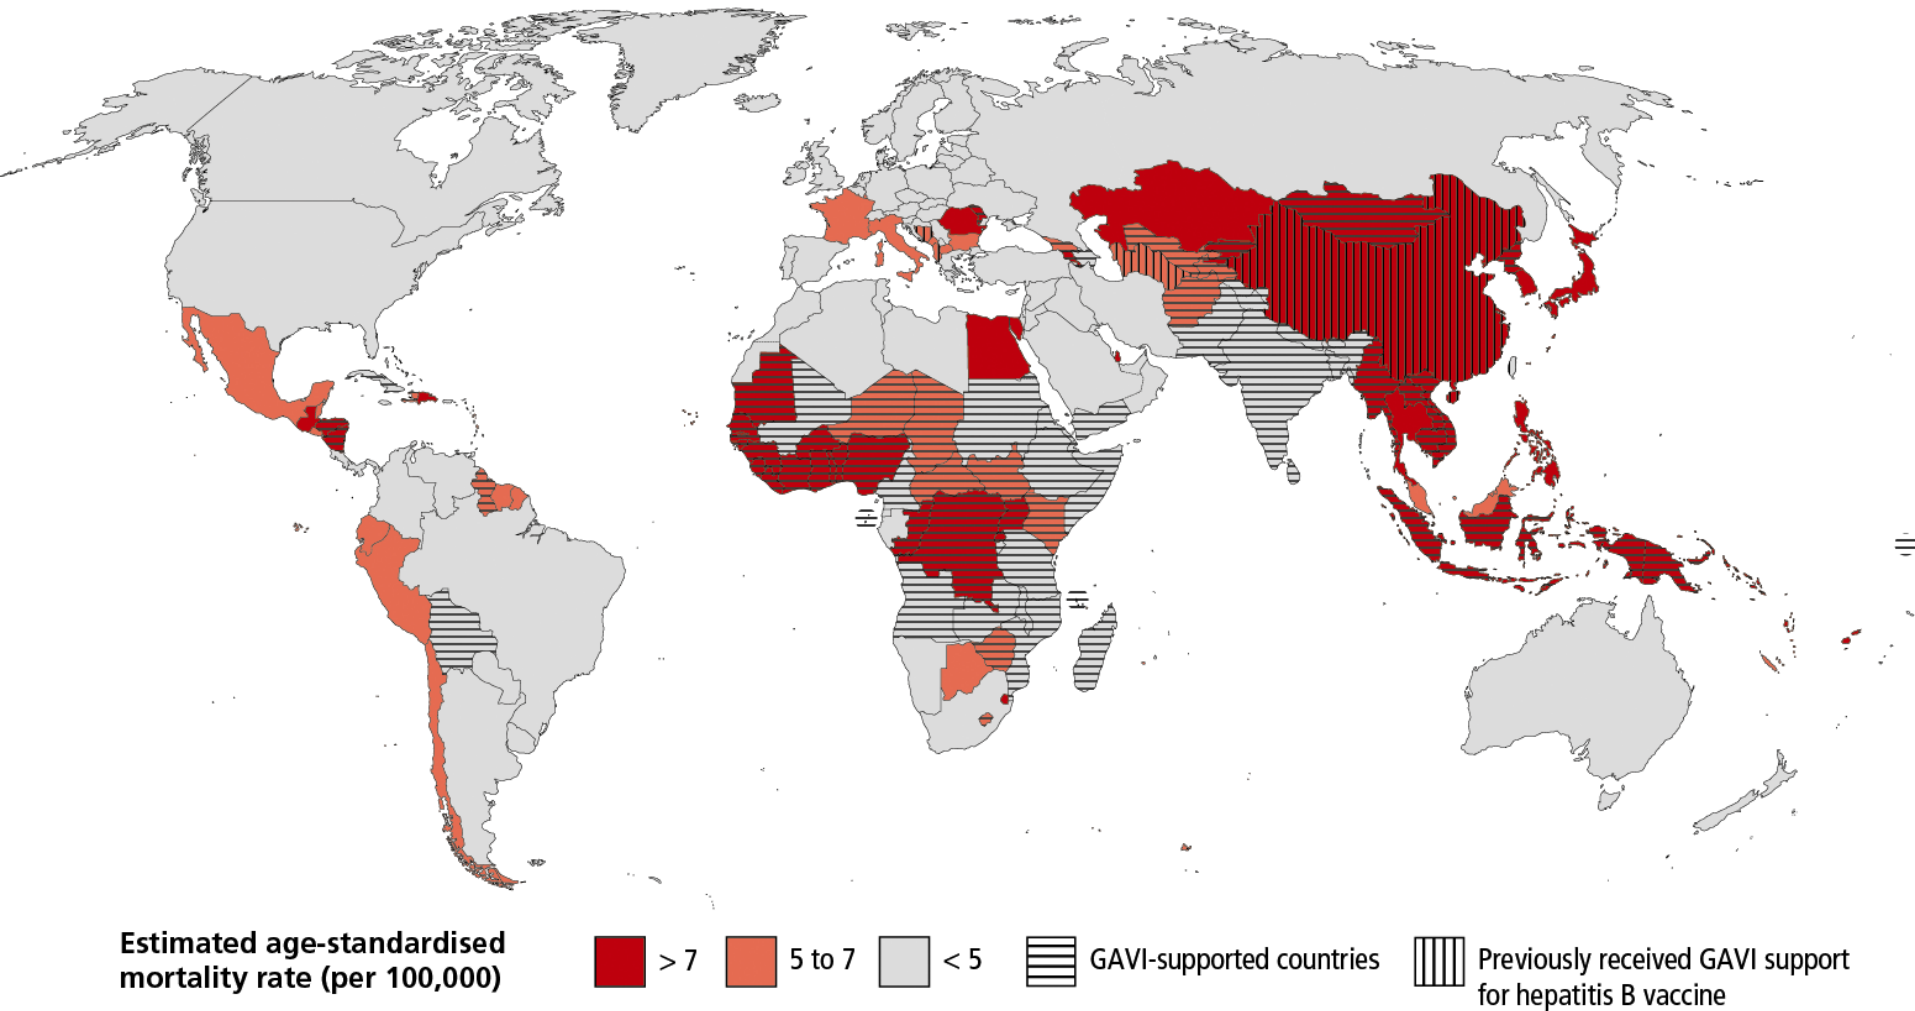 Estimated age-standardised
mortality rate (per 100,000)
> 7
5 to 7
< 5
GAVI-supported countries
Previously received GAVI support
for hepatitis B vaccine